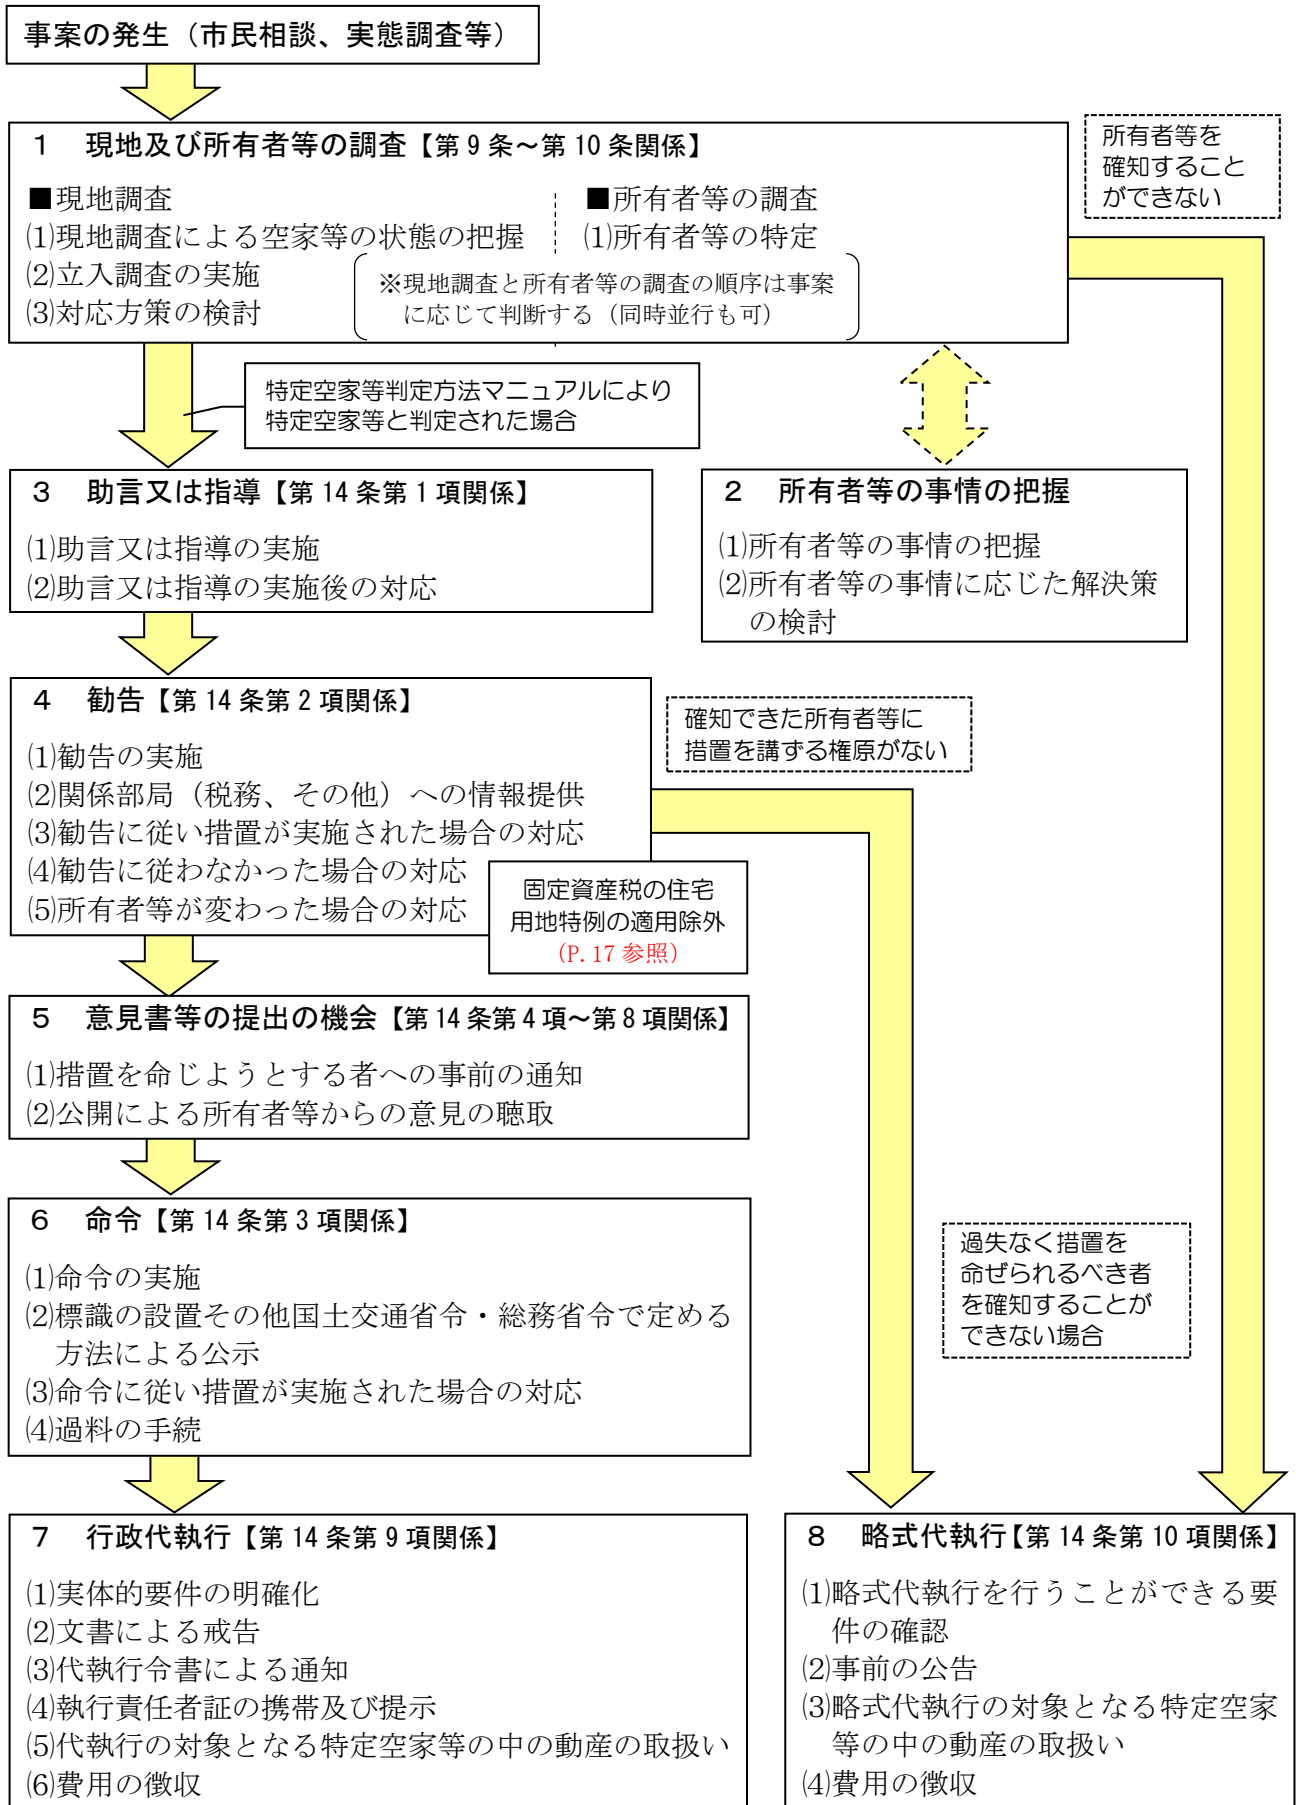 事案の発生（市民相談、実態調査等）
１　現地及び所有者等の調査【第９条～第10条関係】
■現地調査
⑴現地調査による空家等の状態の把握
⑵立入調査の実施
⑶対応方策の検討
■所有者等の調査
⑴所有者等の特定
※現地調査と所有者等の調査の順序は事案
に応じて判断する（同時並行も可）
所有者等を
確知すること
ができない
特定空家等判定方法マニュアルにより
特定空家等と判定された場合
２　所有者等の事情の把握
⑴所有者等の事情の把握
⑵所有者等の事情に応じた解決策
の検討
３　助言又は指導【第14条第１項関係】
⑴助言又は指導の実施
⑵助言又は指導の実施後の対応
４　勧告【第14条第２項関係】
⑴勧告の実施
⑵関係部局（税務、その他）への情報提供
⑶勧告に従い措置が実施された場合の対応
⑷勧告に従わなかった場合の対応
⑸所有者等が変わった場合の対応
固定資産税の住宅
用地特例の適用除外
（P.17参照）
確知できた所有者等に
措置を講ずる権原がない
５　意見書等の提出の機会【第14条第４項～第８項関係】
⑴措置を命じようとする者への事前の通知
⑵公開による所有者等からの意見の聴取
６　命令【第14条第３項関係】
⑴命令の実施
⑵標識の設置その他国土交通省令・総務省令で定める
方法による公示
⑶命令に従い措置が実施された場合の対応
⑷過料の手続
過失なく措置を
命ぜられるべき者
を確知することが
できない場合
７　行政代執行【第14条第９項関係】
⑴実体的要件の明確化
⑵文書による戒告
⑶代執行令書による通知
⑷執行責任者証の携帯及び提示
⑸代執行の対象となる特定空家等の中の動産の取扱い
⑹費用の徴収
８　略式代執行【第14条第10項関係】
⑴略式代執行を行うことができる要
件の確認
⑵事前の公告
⑶略式代執行の対象となる特定空家
等の中の動産の取扱い
⑷費用の徴収